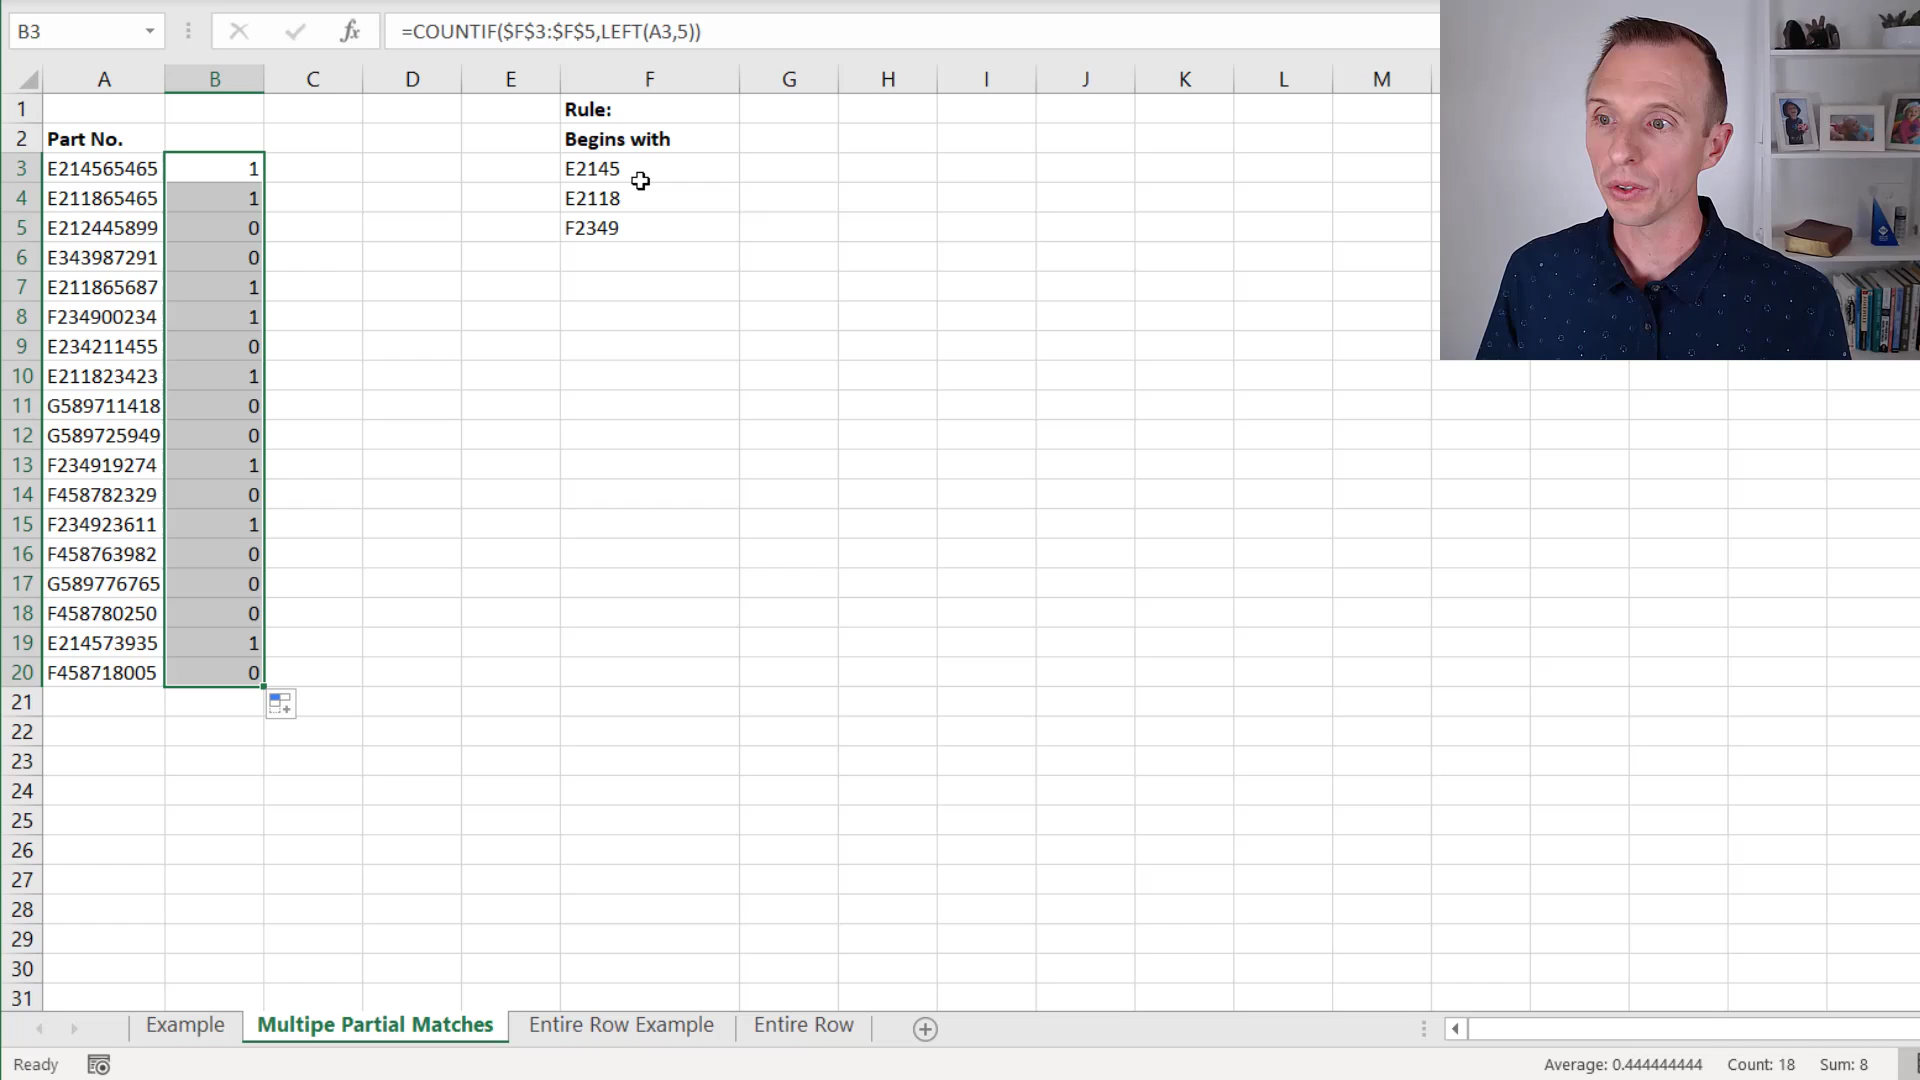 B3 fx =COUNTIF($F$3:$F$5,LEFT(A3,5))
A B C D E F G H I J K L M
1 Rule:
2 Part No. Begins with
3 E214565465 1 E2145
4 E211865465 1 E2118
5 E212445899 0 F2349
6 E343987291 0
7 E211865687 1
8 F234900234 1
9 E234211455 0
10 E211823423 1
11 G589711418 0
12 G589725949 0
13 F234919274 1
14 F458782329 0
15 F234923611 1
16 F458763982 0
17 G589776765 0
18 F458780250 0
19 E214573935 1
20 F458718005 0
21
22
23
24
25
26
27
28
29
30
31
Example Multipe Partial Matches Entire Row Example Entire Row
Ready Average: 0.444444444 Count: 18 Sum: 8